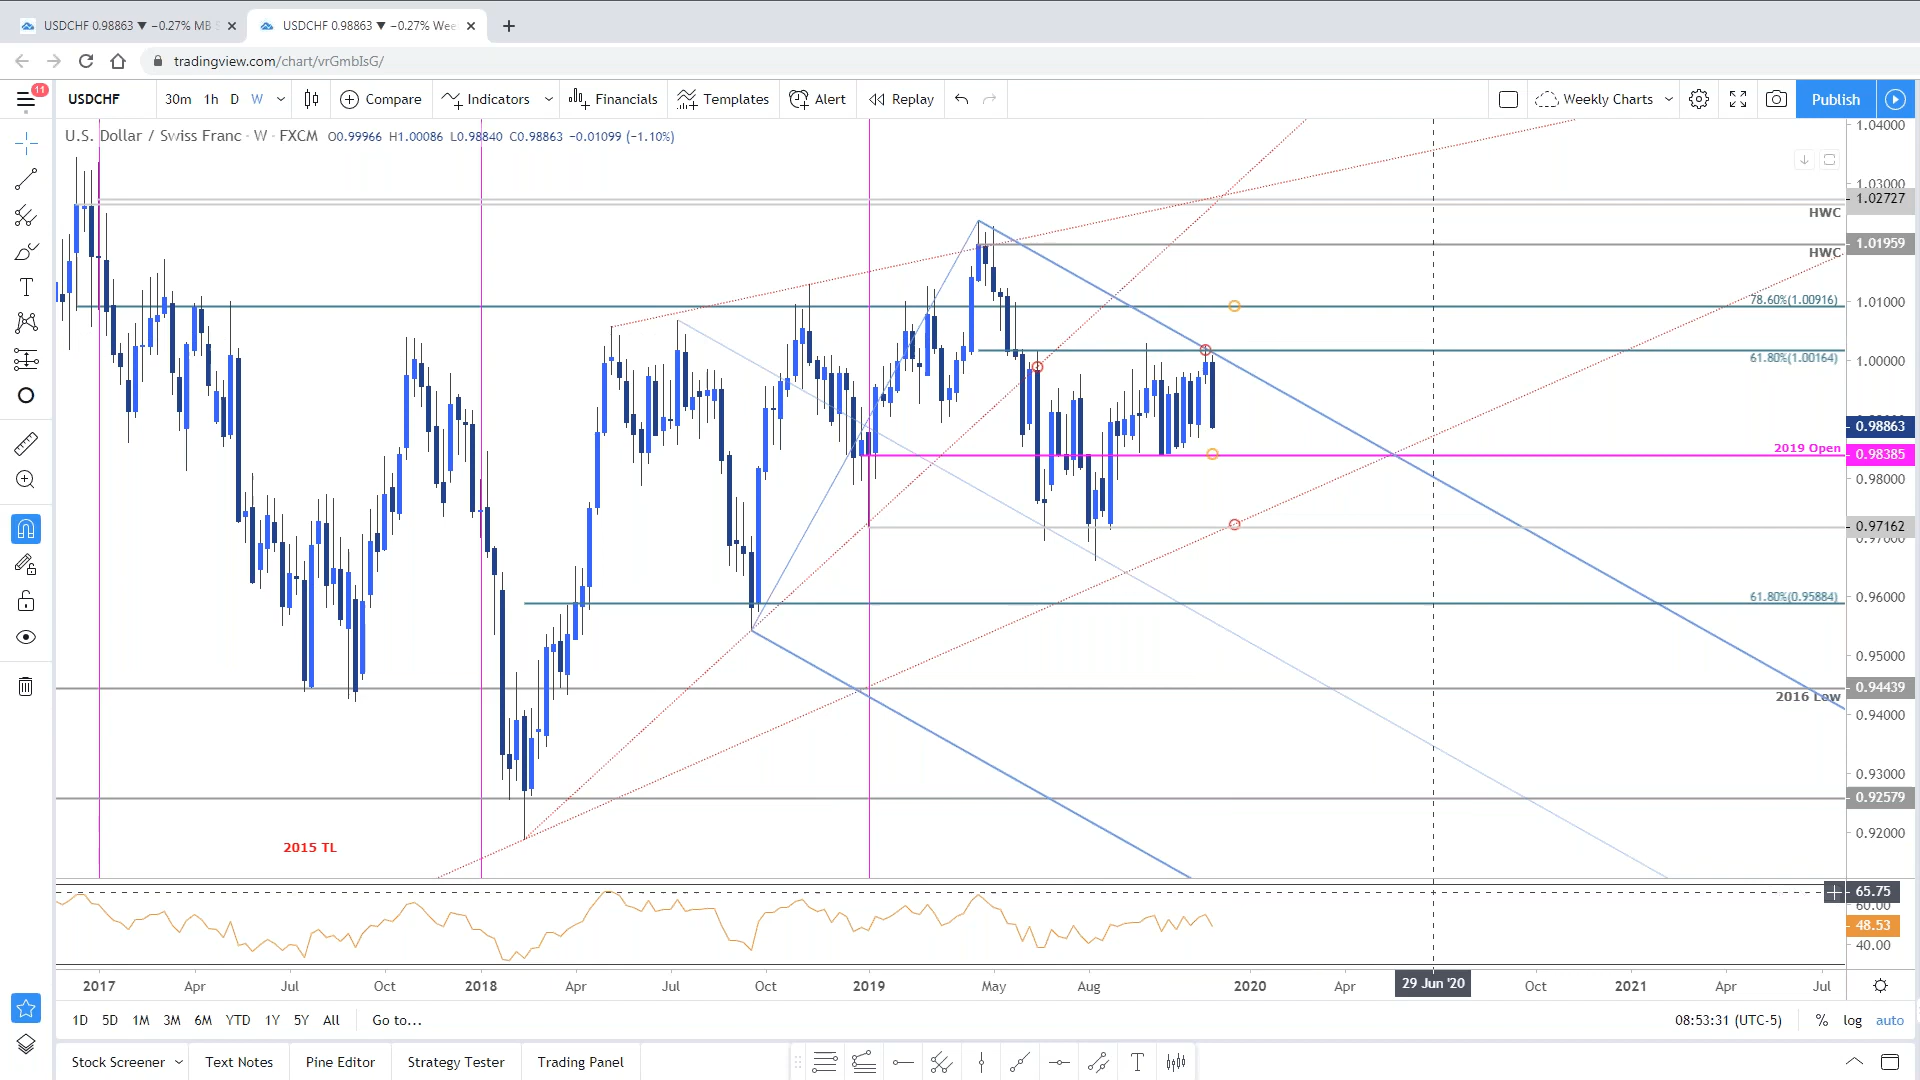 USDCHF 0.98863 ▼ −0.27% MB
USDCHF 0.98863 ▼ −0.27% Wee
tradingview.com/chart/vrGmbIsG/
11
USDCHF 30m 1h D W Compare Indicators Financials Templates Alert Replay Weekly Charts Publish
U.S. Dollar / Swiss Franc · W · FXCM O0.99966 H1.00086 L0.98840 C0.98863 −0.01099 (−1.10%)
1.04000
1.03000
1.02727
HWC
1.01959
HWC
78.60%(1.00916)
1.01000
61.80%(1.00164)
1.00000
0.98863
2019 Open
0.98385
0.98000
0.97162
0.97000
61.80%(0.95884)
0.96000
0.95000
0.94439
2016 Low
0.94000
0.93000
0.92579
0.92000
2015 TL
65.75
60.00
48.53
40.00
2017 Apr Jul Oct 2018 Apr Jul Oct 2019 May Aug 2020 Apr 29 Jun '20 Oct 2021 Apr Jul
1D 5D 1M 3M 6M YTD 1Y 5Y All Go to... 08:53:31 (UTC-5) % log auto
Stock Screener Text Notes Pine Editor Strategy Tester Trading Panel